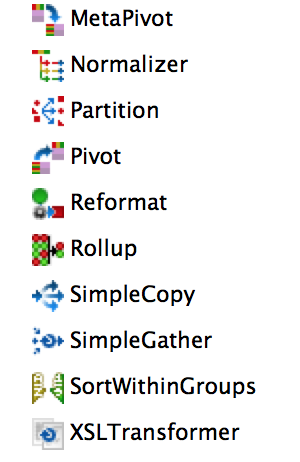 MetaPivot
Normalizer
Partition
Pivot
Reformat
Rollup
SimpleCopy
SimpleGather
SortWithinGroups
XSLTransformer